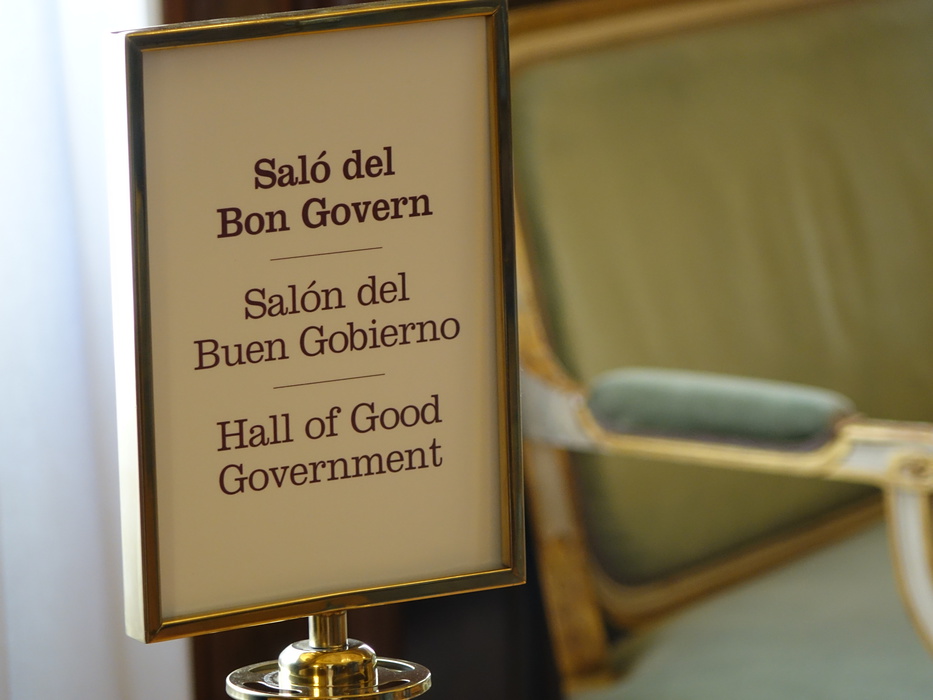 Saló del
Bon Govern
Salón del
Buen Gobierno
Hall of Good
Government